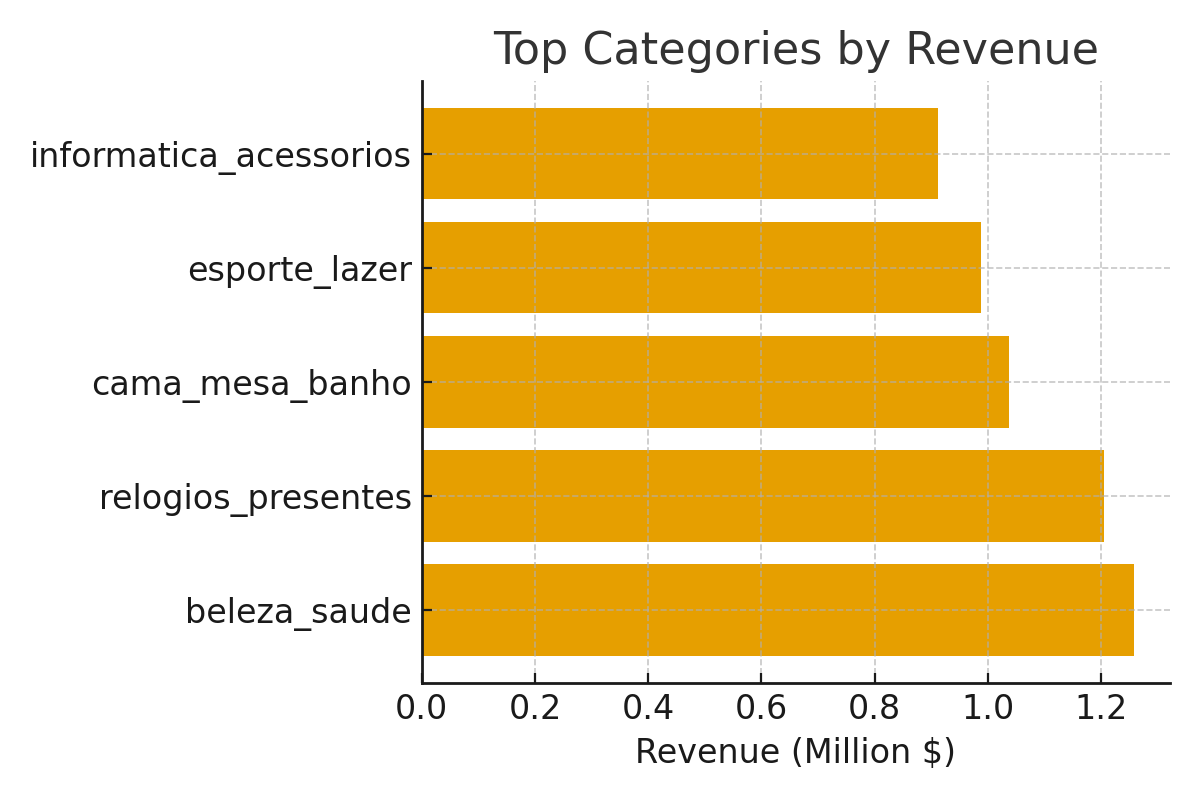 Top Categories by Revenue
informatica_acessorios
esporte_lazer
cama_mesa_banho
relogios_presentes
beleza_saude
0.0 0.2 0.4 0.6 0.8 1.0 1.2
Revenue (Million $)